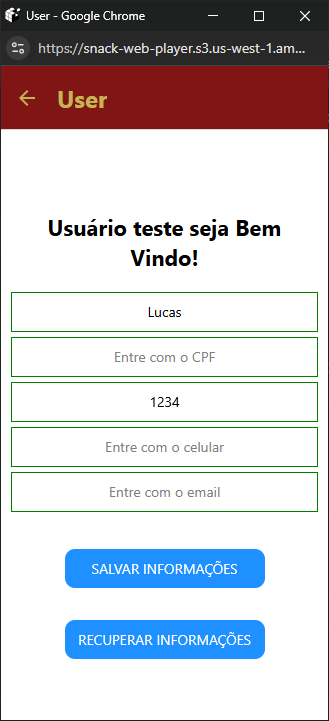 User - Google Chrome
https://snack-web-player.s3.us-west-1.am...
User
Usuário teste seja Bem
Vindo!
Lucas
Entre com o CPF
1234
Entre com o celular
Entre com o email
SALVAR INFORMAÇÕES
RECUPERAR INFORMAÇÕES